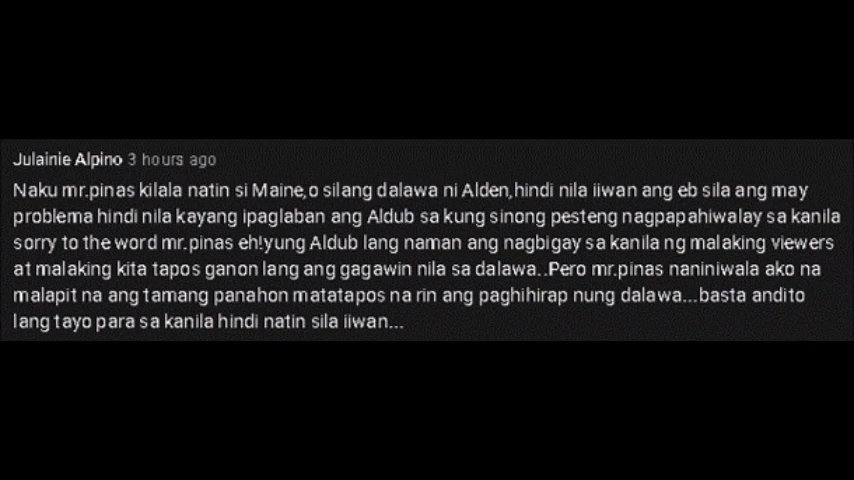 Julainie Alpino 3 hours ago
Naku mr.pinas kilala natin si Maine,o silang dalawa ni Alden,hindi nila iiwan ang eb sila ang may
problema hindi nila kayang ipaglaban ang Aldub sa kung sinong pesteng nagpapahiwalay sa kanila
sorry to the word mr.pinas eh!yung Aldub lang naman ang nagbigay sa kanila ng malaking viewers
at malaking kita tapos ganon lang ang gagawin nila sa dalawa..Pero mr.pinas naniniwala ako na
malapit na ang tamang panahon matatapos na rin ang paghihirap nung dalawa...basta andito
lang tayo para sa kanila hindi natin sila iiwan...